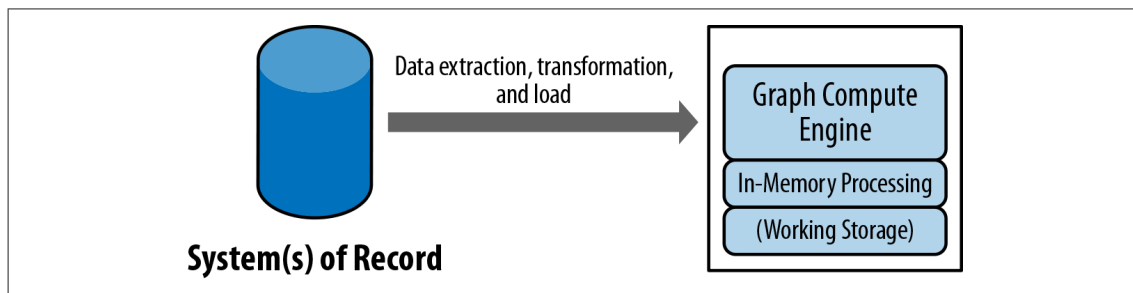 Data extraction, transformation,
and load
System(s) of Record
Graph Compute
Engine
In-Memory Processing
(Working Storage)